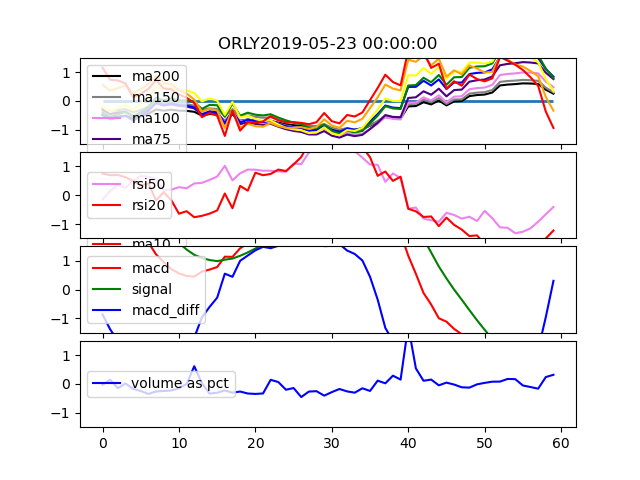 ORLY2019-05-23 00:00:00
1
0
−1
ma200
ma150
ma100
ma75
1
0
−1
rsi50
rsi20
ma10
1
0
−1
macd
signal
macd_diff
1
0
−1
volume as pct
0 10 20 30 40 50 60